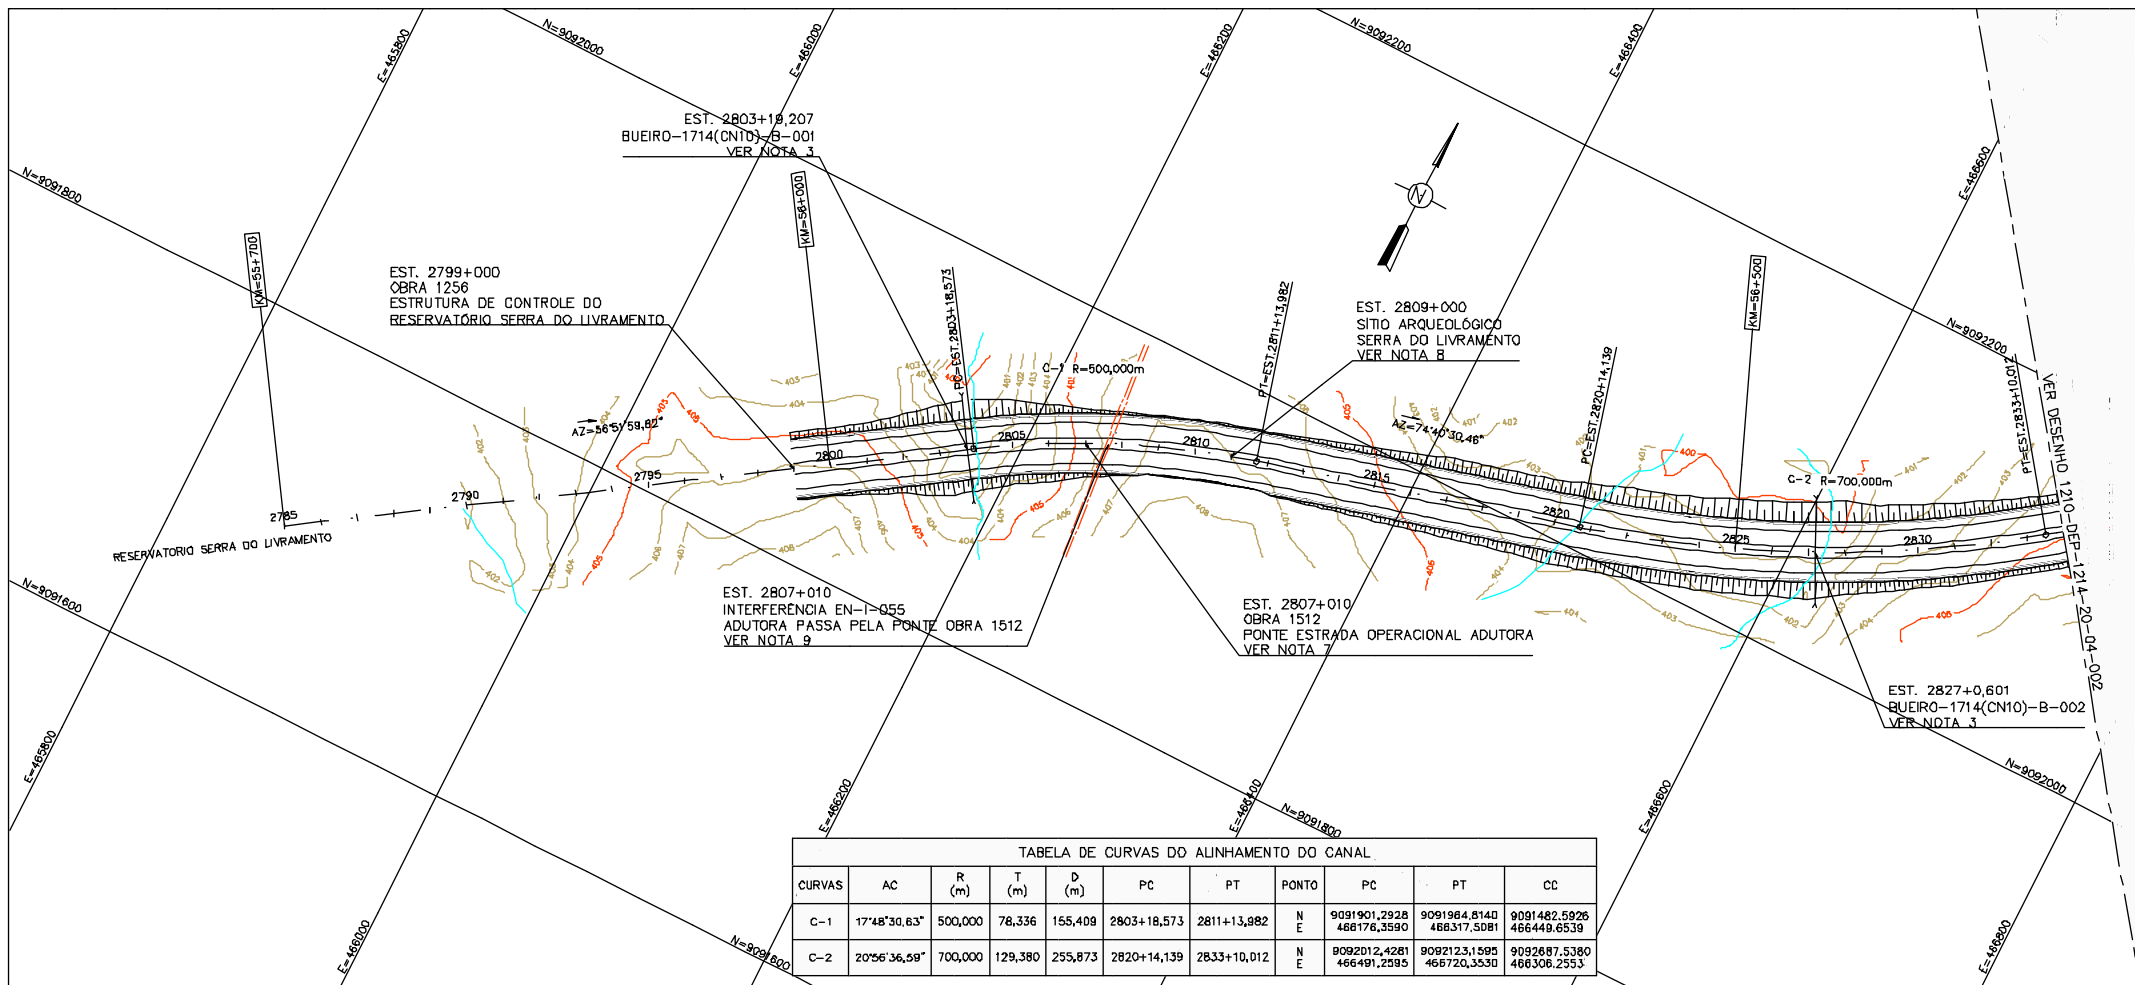 N=9092000
N=9092200
E=465800
E=466000
E=466200
E=466400
E=466600
N=9091800
EST. 2803+19,207
BUEIRO-1714(CN10)-B-001
VER NOTA 3
KM=56+000
KM=55+700
EST. 2799+000
OBRA 1256
ESTRUTURA DE CONTROLE DO
RESERVATÓRIO SERRA DO LIVRAMENTO
PC=EST.2803+18,573
PT=EST.2811+13,982
N
EST. 2809+000
SÍTIO ARQUEOLÓGICO
SERRA DO LIVRAMENTO
VER NOTA 8
KM=56+500
N=9092200
PC=EST.2820+14,139
PT=EST.2833+10,012
VER DESENHO 1210-DEP-1214-20-04-002
C-1 R=500,000m
AZ=56°51'59,82"
AZ=74°40'30,46"
C-2 R=700,000m
2785
2790
2795
2800
2805
2810
2815
2820
2825
2830
RESERVATORIO SERRA DO LIVRAMENTO
N=9091600
EST. 2807+010
INTERFERÊNCIA EN-I-055
ADUTORA PASSA PELA PONTE OBRA 1512
VER NOTA 9
EST. 2807+010
OBRA 1512
PONTE ESTRADA OPERACIONAL ADUTORA
VER NOTA 7
EST. 2827+0,601
BUEIRO-1714(CN10)-B-002
VER NOTA 3
E=465800
E=466000
E=466200
E=466400
E=466600
E=466800
N=9092000
N=9091800
N=9091600
TABELA DE CURVAS DO ALINHAMENTO DO CANAL
CURVAS AC R (m) T (m) D (m) PC PT PONTO PC PT CC
C-1 17°48'30,63" 500,000 78,336 155,409 2803+18,573 2811+13,982 N 9091901,2928 9091964,8140 9091482,5926
E 466176,3590 466317,5081 466449,6539
C-2 20°56'36,59" 700,000 129,380 255,873 2820+14,139 2833+10,012 N 9092012,4281 9092123,1595 9092687,5380
E 466491,2595 466720,3530 466306,2553